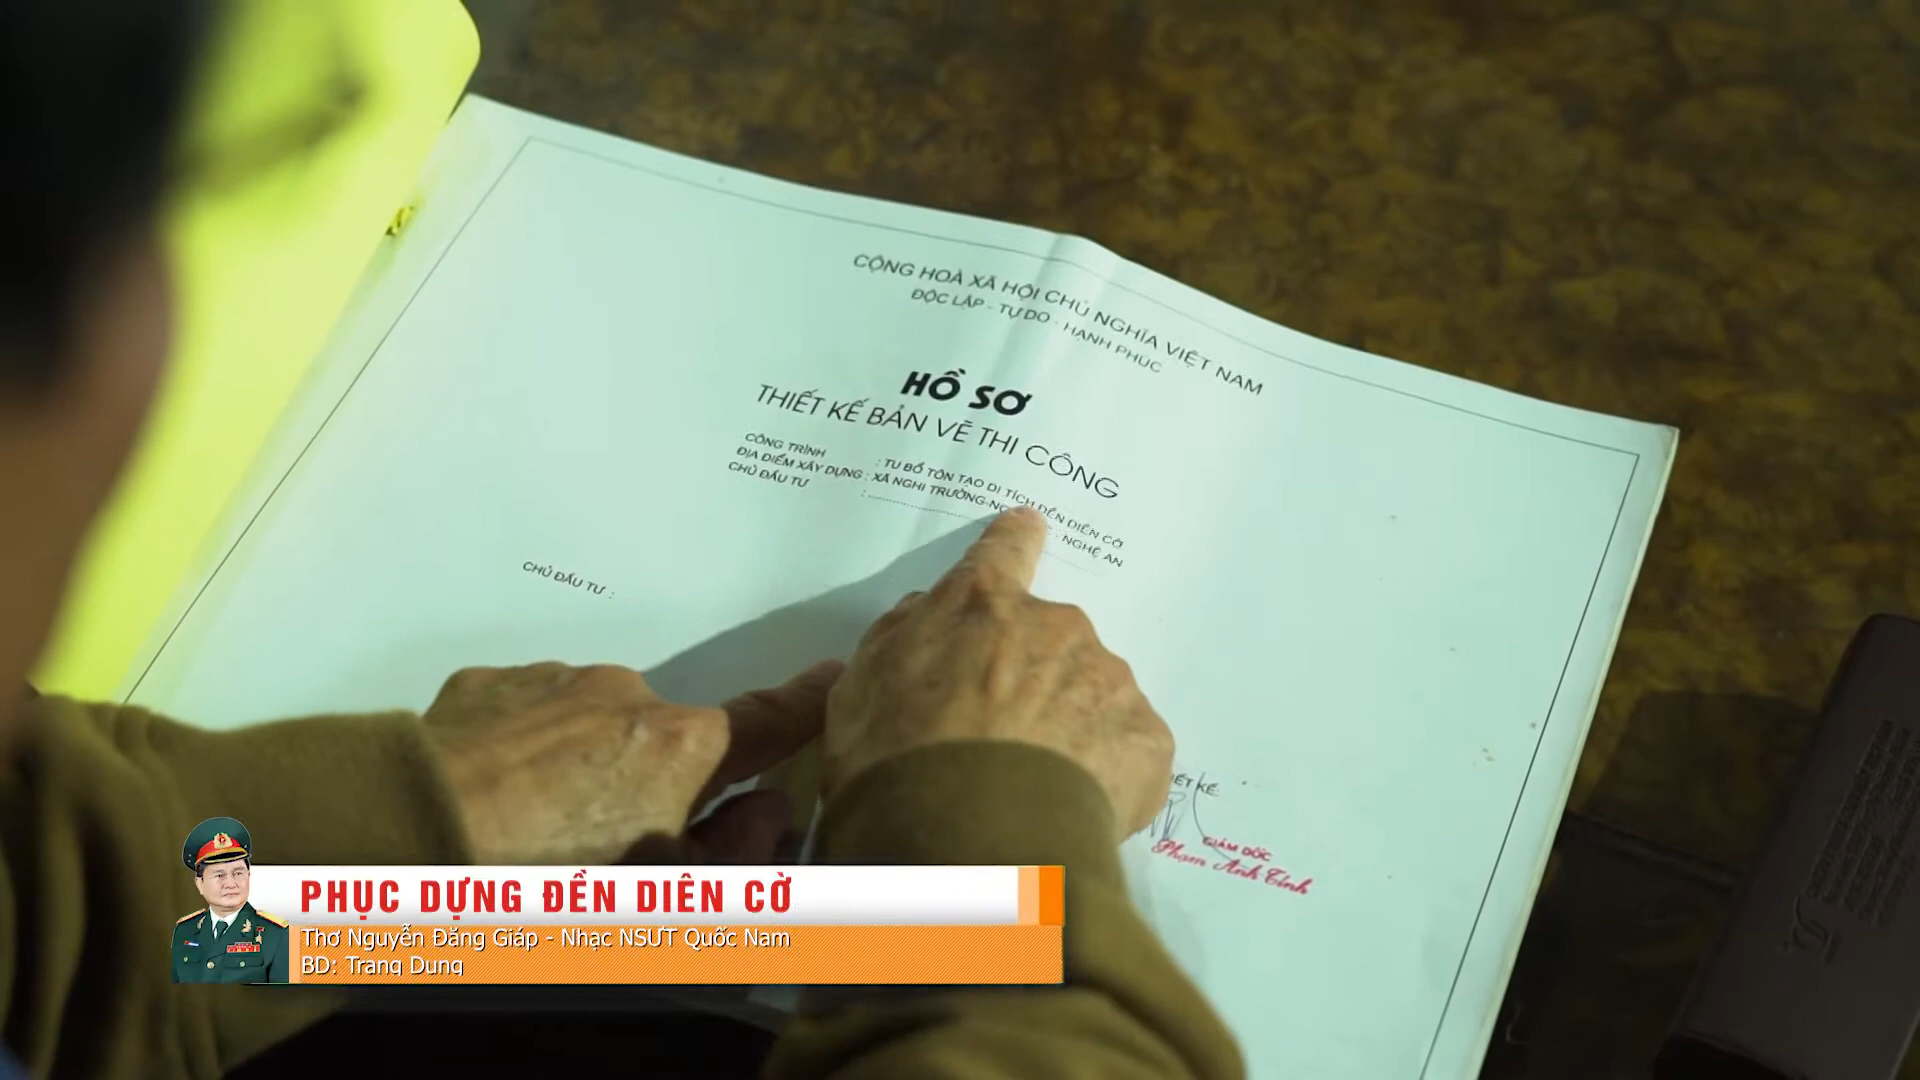 CỘNG HOÀ XÃ HỘI CHỦ NGHĨA VIỆT NAM
ĐỘC LẬP - TỰ DO - HẠNH PHÚC
HỒ SƠ
THIẾT KẾ BẢN VẼ THI CÔNG
CÔNG TRÌNH : TU BỔ TÔN TẠO DI TÍCH ĐỀN DIÊN CỜ
ĐỊA ĐIỂM XÂY DỰNG : XÃ NGHI TRƯỜNG - NGHỆ AN
CHỦ ĐẦU TƯ :
CHỦ ĐẦU TƯ :
KẾ
GIÁM ĐỐC
Phạm Anh Tính
PHỤC DỰNG ĐỀN DIÊN CỜ
Thơ Nguyễn Đăng Giáp - Nhạc NSƯT Quốc Nam
BD: Trang Dung